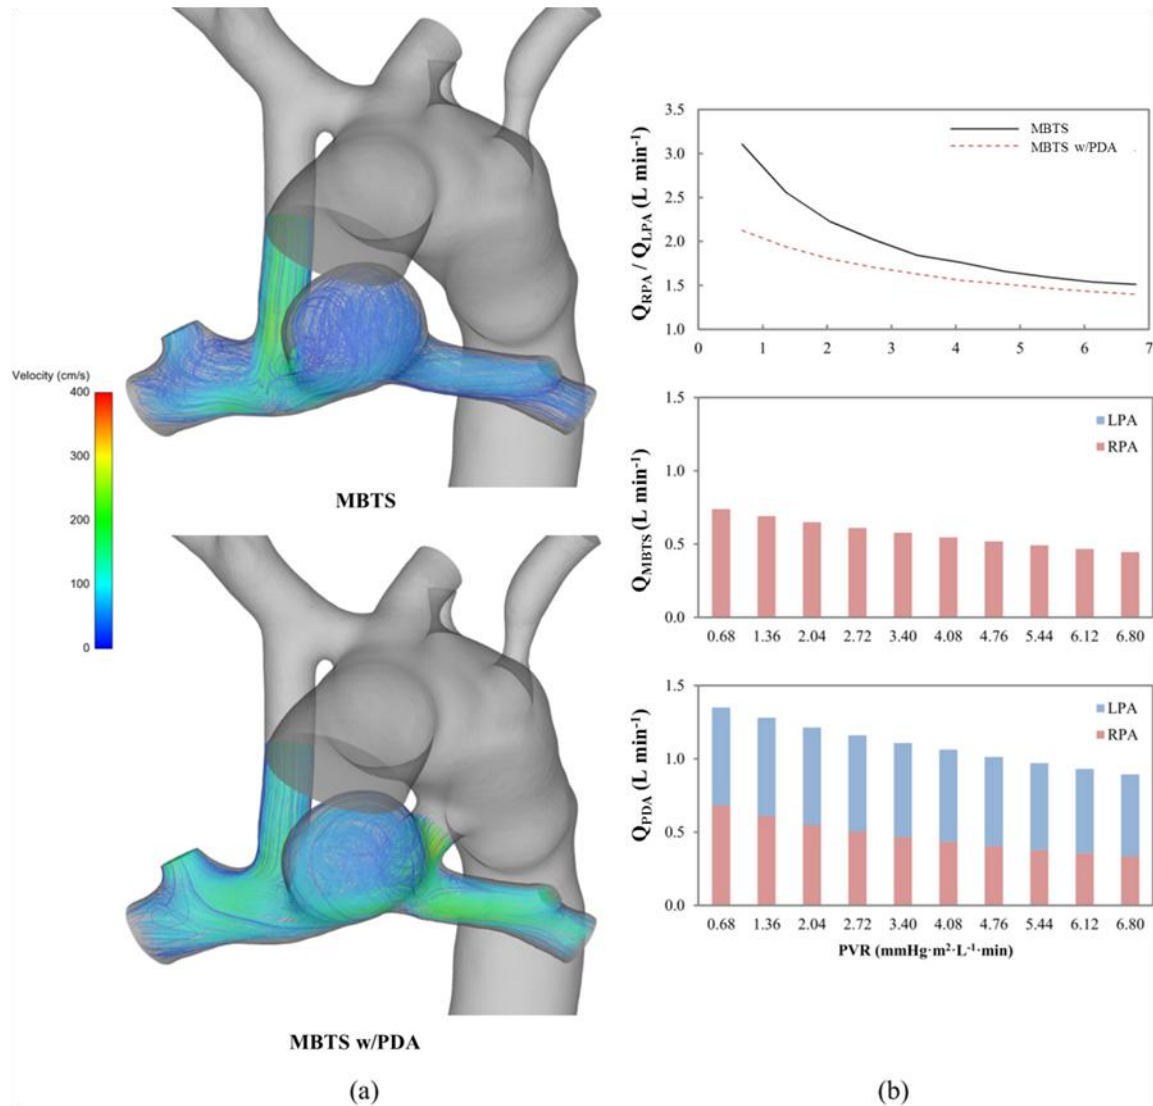 Velocity (cm/s)
400
300
200
100
0
MBTS
MBTS w/PDA
(a)
Q_RPA / Q_LPA (L min⁻¹)
3.5
3.0
2.5
2.0
1.5
1.0
0 1 2 3 4 5 6 7
MBTS
MBTS w/PDA
Q_MBTS (L min⁻¹)
1.5
1.0
0.5
0.0
LPA
RPA
0.68 1.36 2.04 2.72 3.40 4.08 4.76 5.44 6.12 6.80
Q_PDA (L min⁻¹)
1.5
1.0
0.5
0.0
LPA
RPA
0.68 1.36 2.04 2.72 3.40 4.08 4.76 5.44 6.12 6.80
PVR (mmHg·m²·L⁻¹·min)
(b)